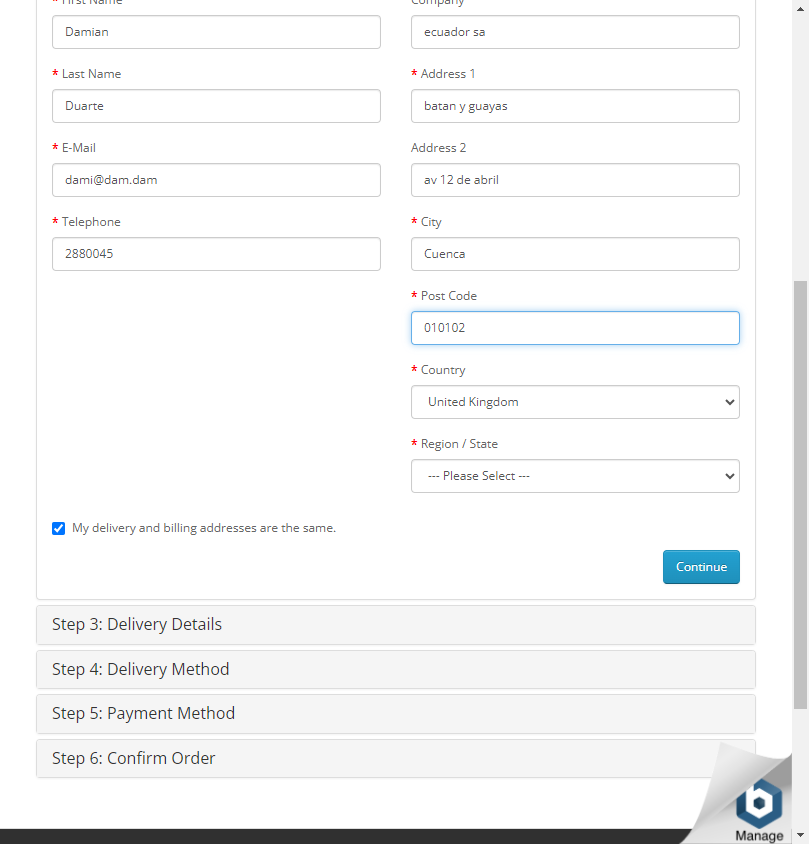 * First Name
Damian
* Last Name
Duarte
* E-Mail
dami@dam.dam
* Telephone
2880045
Company
ecuador sa
* Address 1
batan y guayas
Address 2
av 12 de abril
* City
Cuenca
* Post Code
010102
* Country
United Kingdom
* Region / State
--- Please Select ---
My delivery and billing addresses are the same.
Continue
Step 3: Delivery Details
Step 4: Delivery Method
Step 5: Payment Method
Step 6: Confirm Order
b
Manage